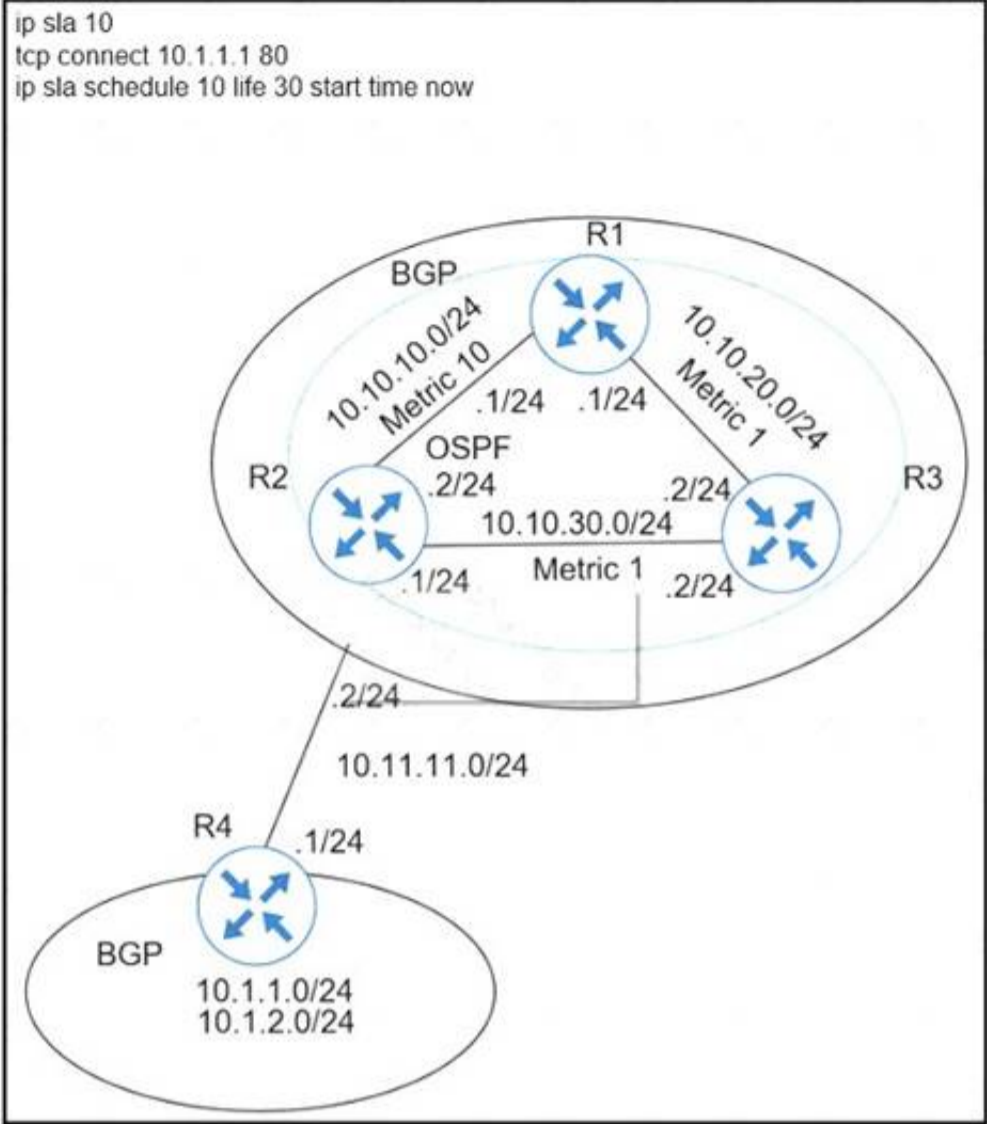 ip sla 10
tcp connect 10.1.1.1 80
ip sla schedule 10 life 30 start time now
R1
BGP
10.10.10.0/24
Metric 10
10.10.20.0/24
Metric 1
.1/24
.1/24
OSPF
R2
.2/24
.2/24
R3
10.10.30.0/24
Metric 1
.1/24
.2/24
.2/24
10.11.11.0/24
R4
.1/24
BGP
10.1.1.0/24
10.1.2.0/24